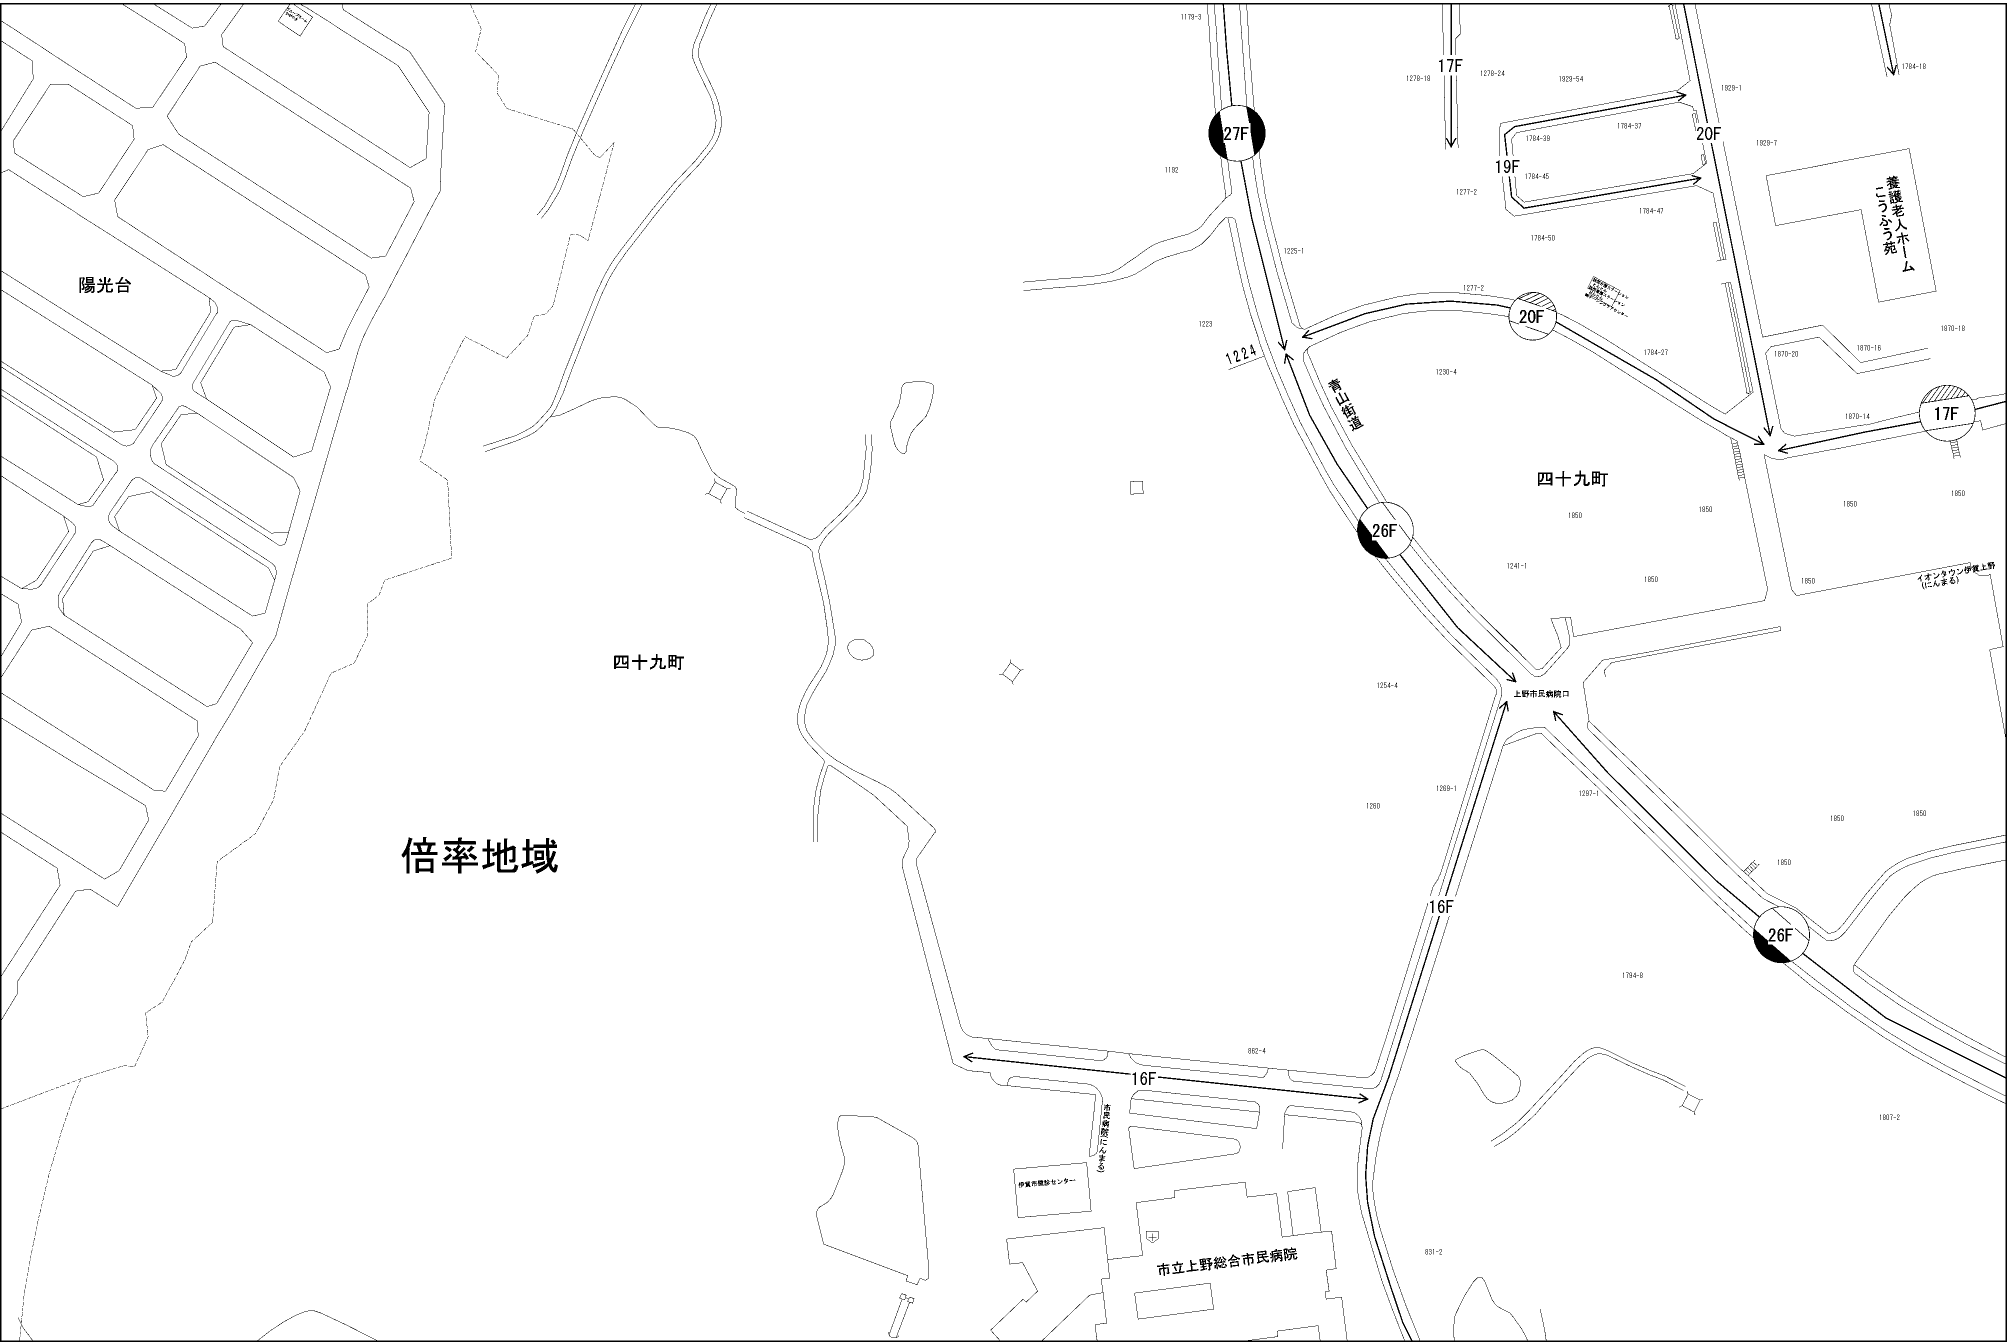 1179-3
17F
1278-18
1278-24
1929-54
1784-18
1929-1
27F
1784-39
1784-37
20F
1929-7
19F
1192
1784-45
1277-2
1784-47
養護老人ホーム
こうふう苑
1784-50
1225-1
陽光台
1277-2
20F
1223
1224
1784-27
1870-18
1870-16
1870-20
1230-4
青山街道
1870-14
17F
四十九町
1850
1850
1850
1850
26F
1241-1
1850
1850
イオンタウン伊賀上野
(にんまる)
四十九町
1254-4
上野市民病院口
1269-1
1260
1297-1
1850
1850
倍率地域
1850
16F
26F
1794-8
882-4
16F
市民病院(にんまる)
1807-2
伊賀市健診センター
831-2
市立上野総合市民病院